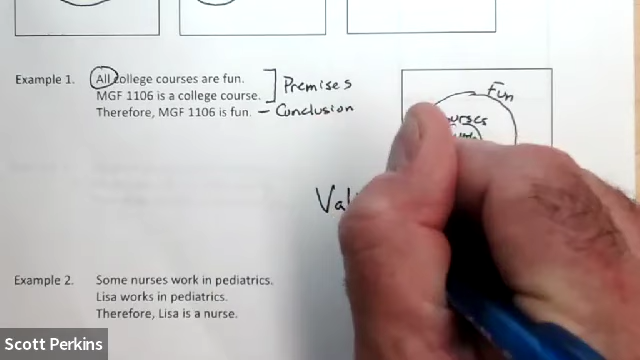 Example 1. All college courses are fun.
MGF 1106 is a college course.
Therefore, MGF 1106 is fun.
Premises
— Conclusion
Fun
Example 2. Some nurses work in pediatrics.
Lisa works in pediatrics.
Therefore, Lisa is a nurse.
Scott Perkins